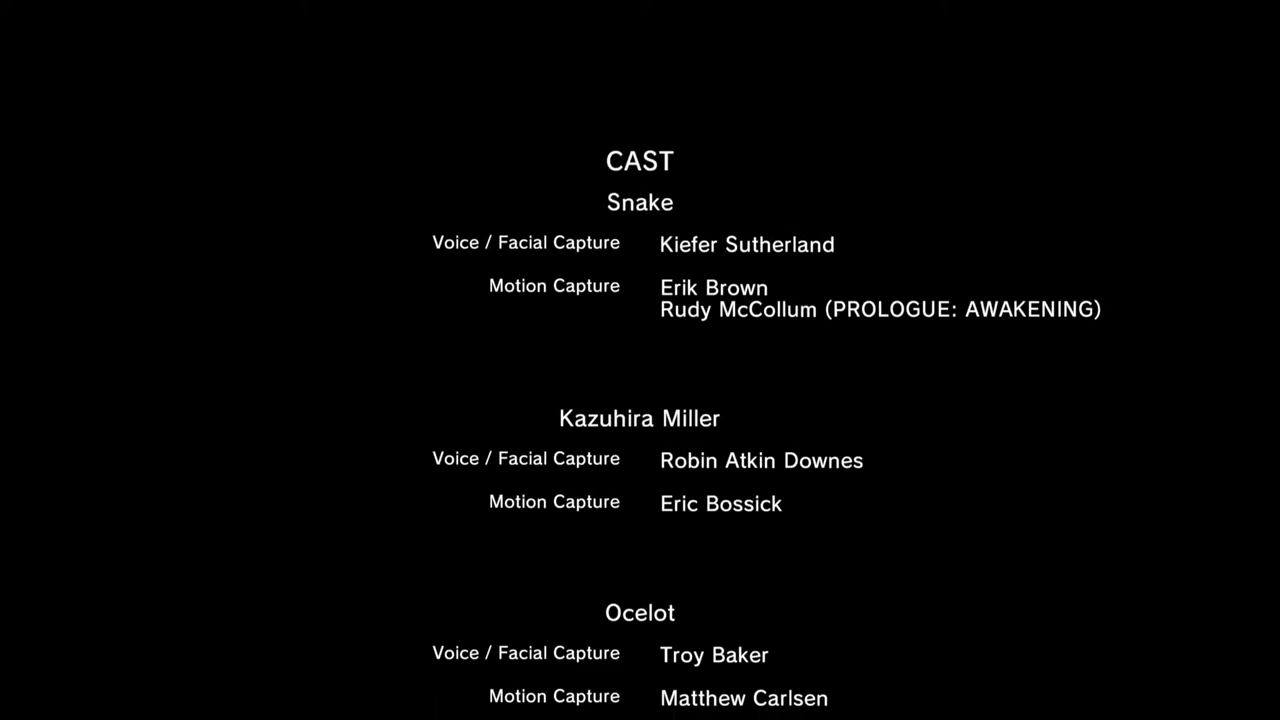 CAST
Snake
Voice / Facial Capture Kiefer Sutherland
Motion Capture Erik Brown
Rudy McCollum (PROLOGUE: AWAKENING)
Kazuhira Miller
Voice / Facial Capture Robin Atkin Downes
Motion Capture Eric Bossick
Ocelot
Voice / Facial Capture Troy Baker
Motion Capture Matthew Carlsen